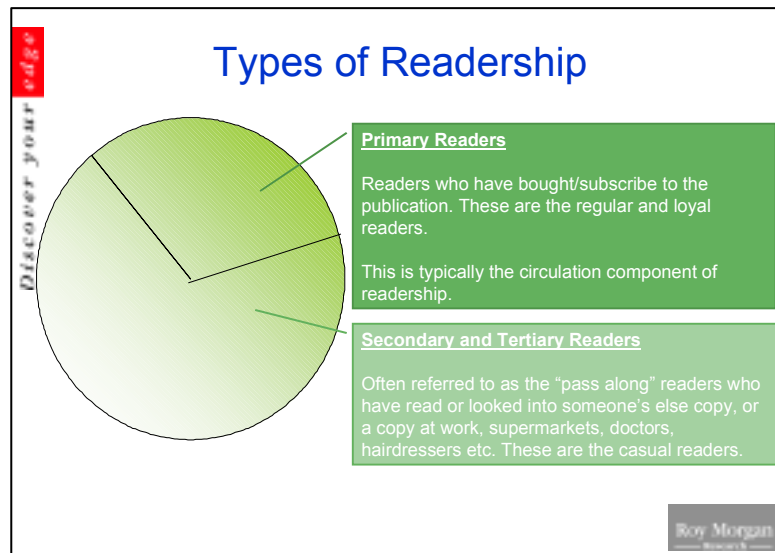 Discover your edge
Types of Readership
Primary Readers
Readers who have bought/subscribe to the
publication. These are the regular and loyal
readers.
This is typically the circulation component of
readership.
Secondary and Tertiary Readers
Often referred to as the “pass along” readers who
have read or looked into someone’s else copy, or
a copy at work, supermarkets, doctors,
hairdressers etc. These are the casual readers.
Roy Morgan
Research